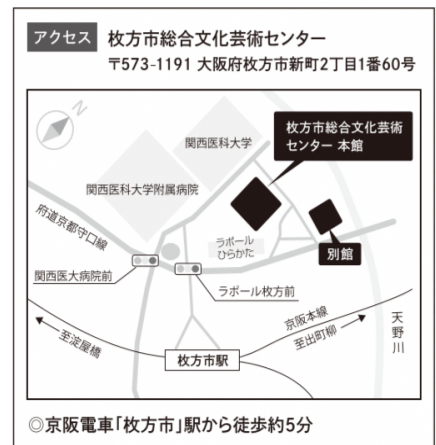 アクセス 枚方市総合文化芸術センター
〒573-1191 大阪府枚方市新町2丁目1番60号
N
枚方市総合文化芸術
センター 本館
関西医科大学
関西医科大学附属病院
府道京都守口線
ラポール
ひらかた
別館
関西医大病院前
ラポール枚方前
京阪本線
至出町柳
天野川
至淀屋橋
枚方市駅
◎京阪電車「枚方市」駅から徒歩約5分